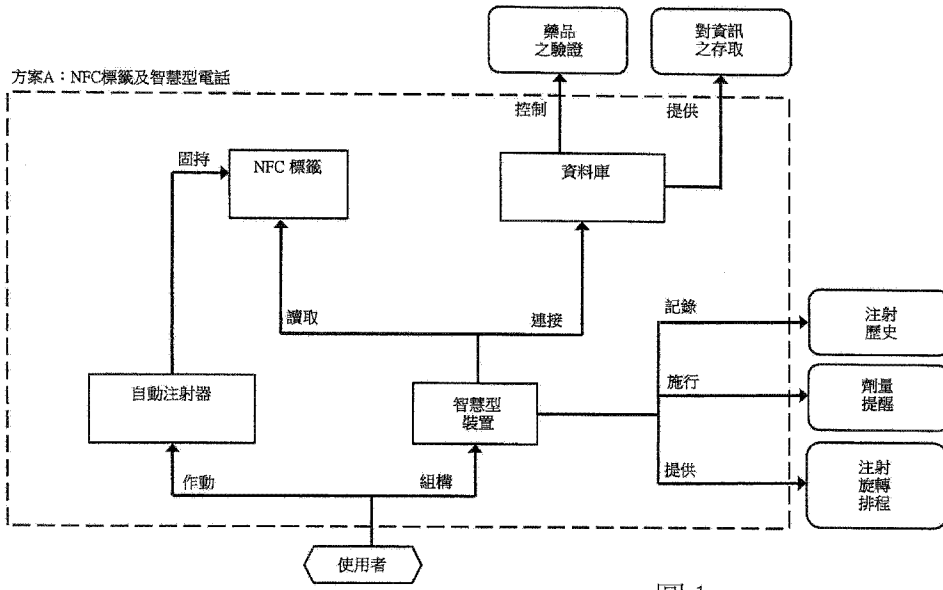 藥品
之驗證
對資訊
之存取
方案A：NFC標籤及智慧型電話
控制
提供
固持
NFC 標籤
資料庫
讀取
連接
記錄
注射
歷史
自動注射器
智慧型
裝置
施行
劑量
提醒
作動
組構
提供
注射
旋轉
排程
使用者